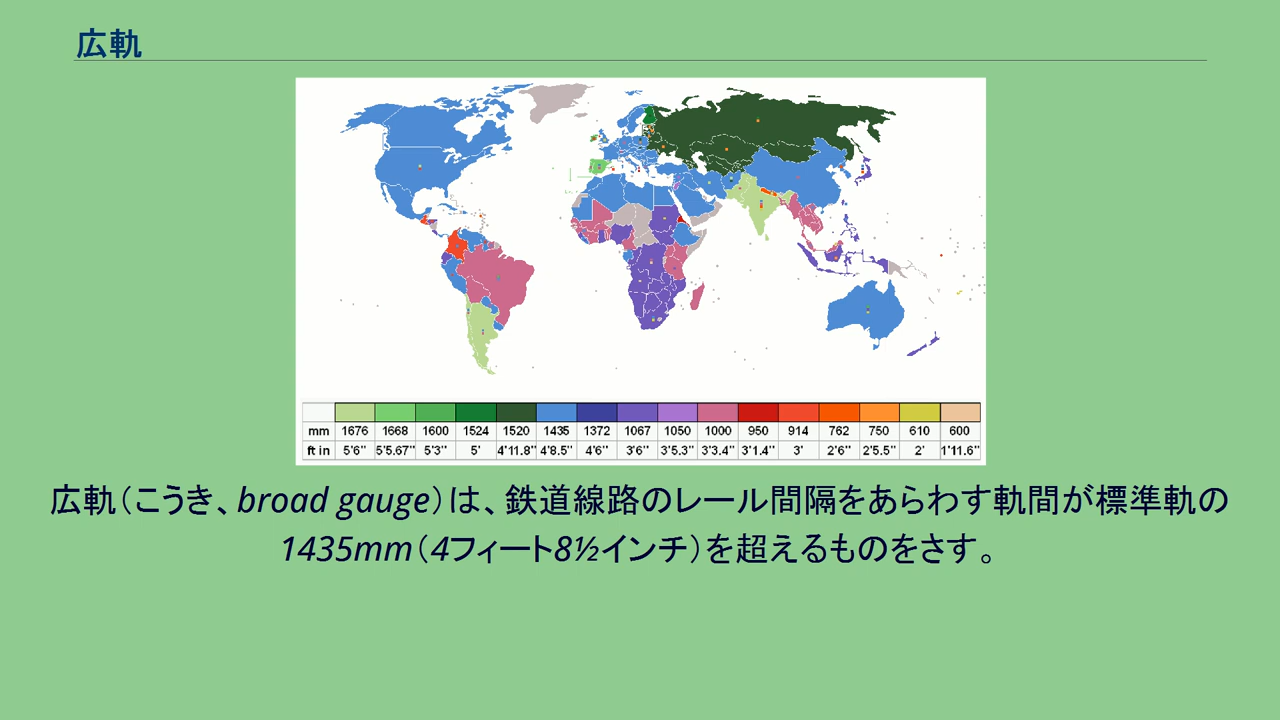 広軌
mm 1676 1668 1600 1524 1520 1435 1372 1067 1050 1000 950 914 762 750 610 600
ft in 5'6" 5'5.67" 5'3" 5' 4'11.8" 4'8.5" 4'6" 3'6" 3'5.3" 3'3.4" 3'1.4" 3' 2'6" 2'5.5" 2' 1'11.6"
広軌（こうき、broad gauge）は、鉄道線路のレール間隔をあらわす軌間が標準軌の
1435mm（4フィート8½インチ）を超えるものをさす。